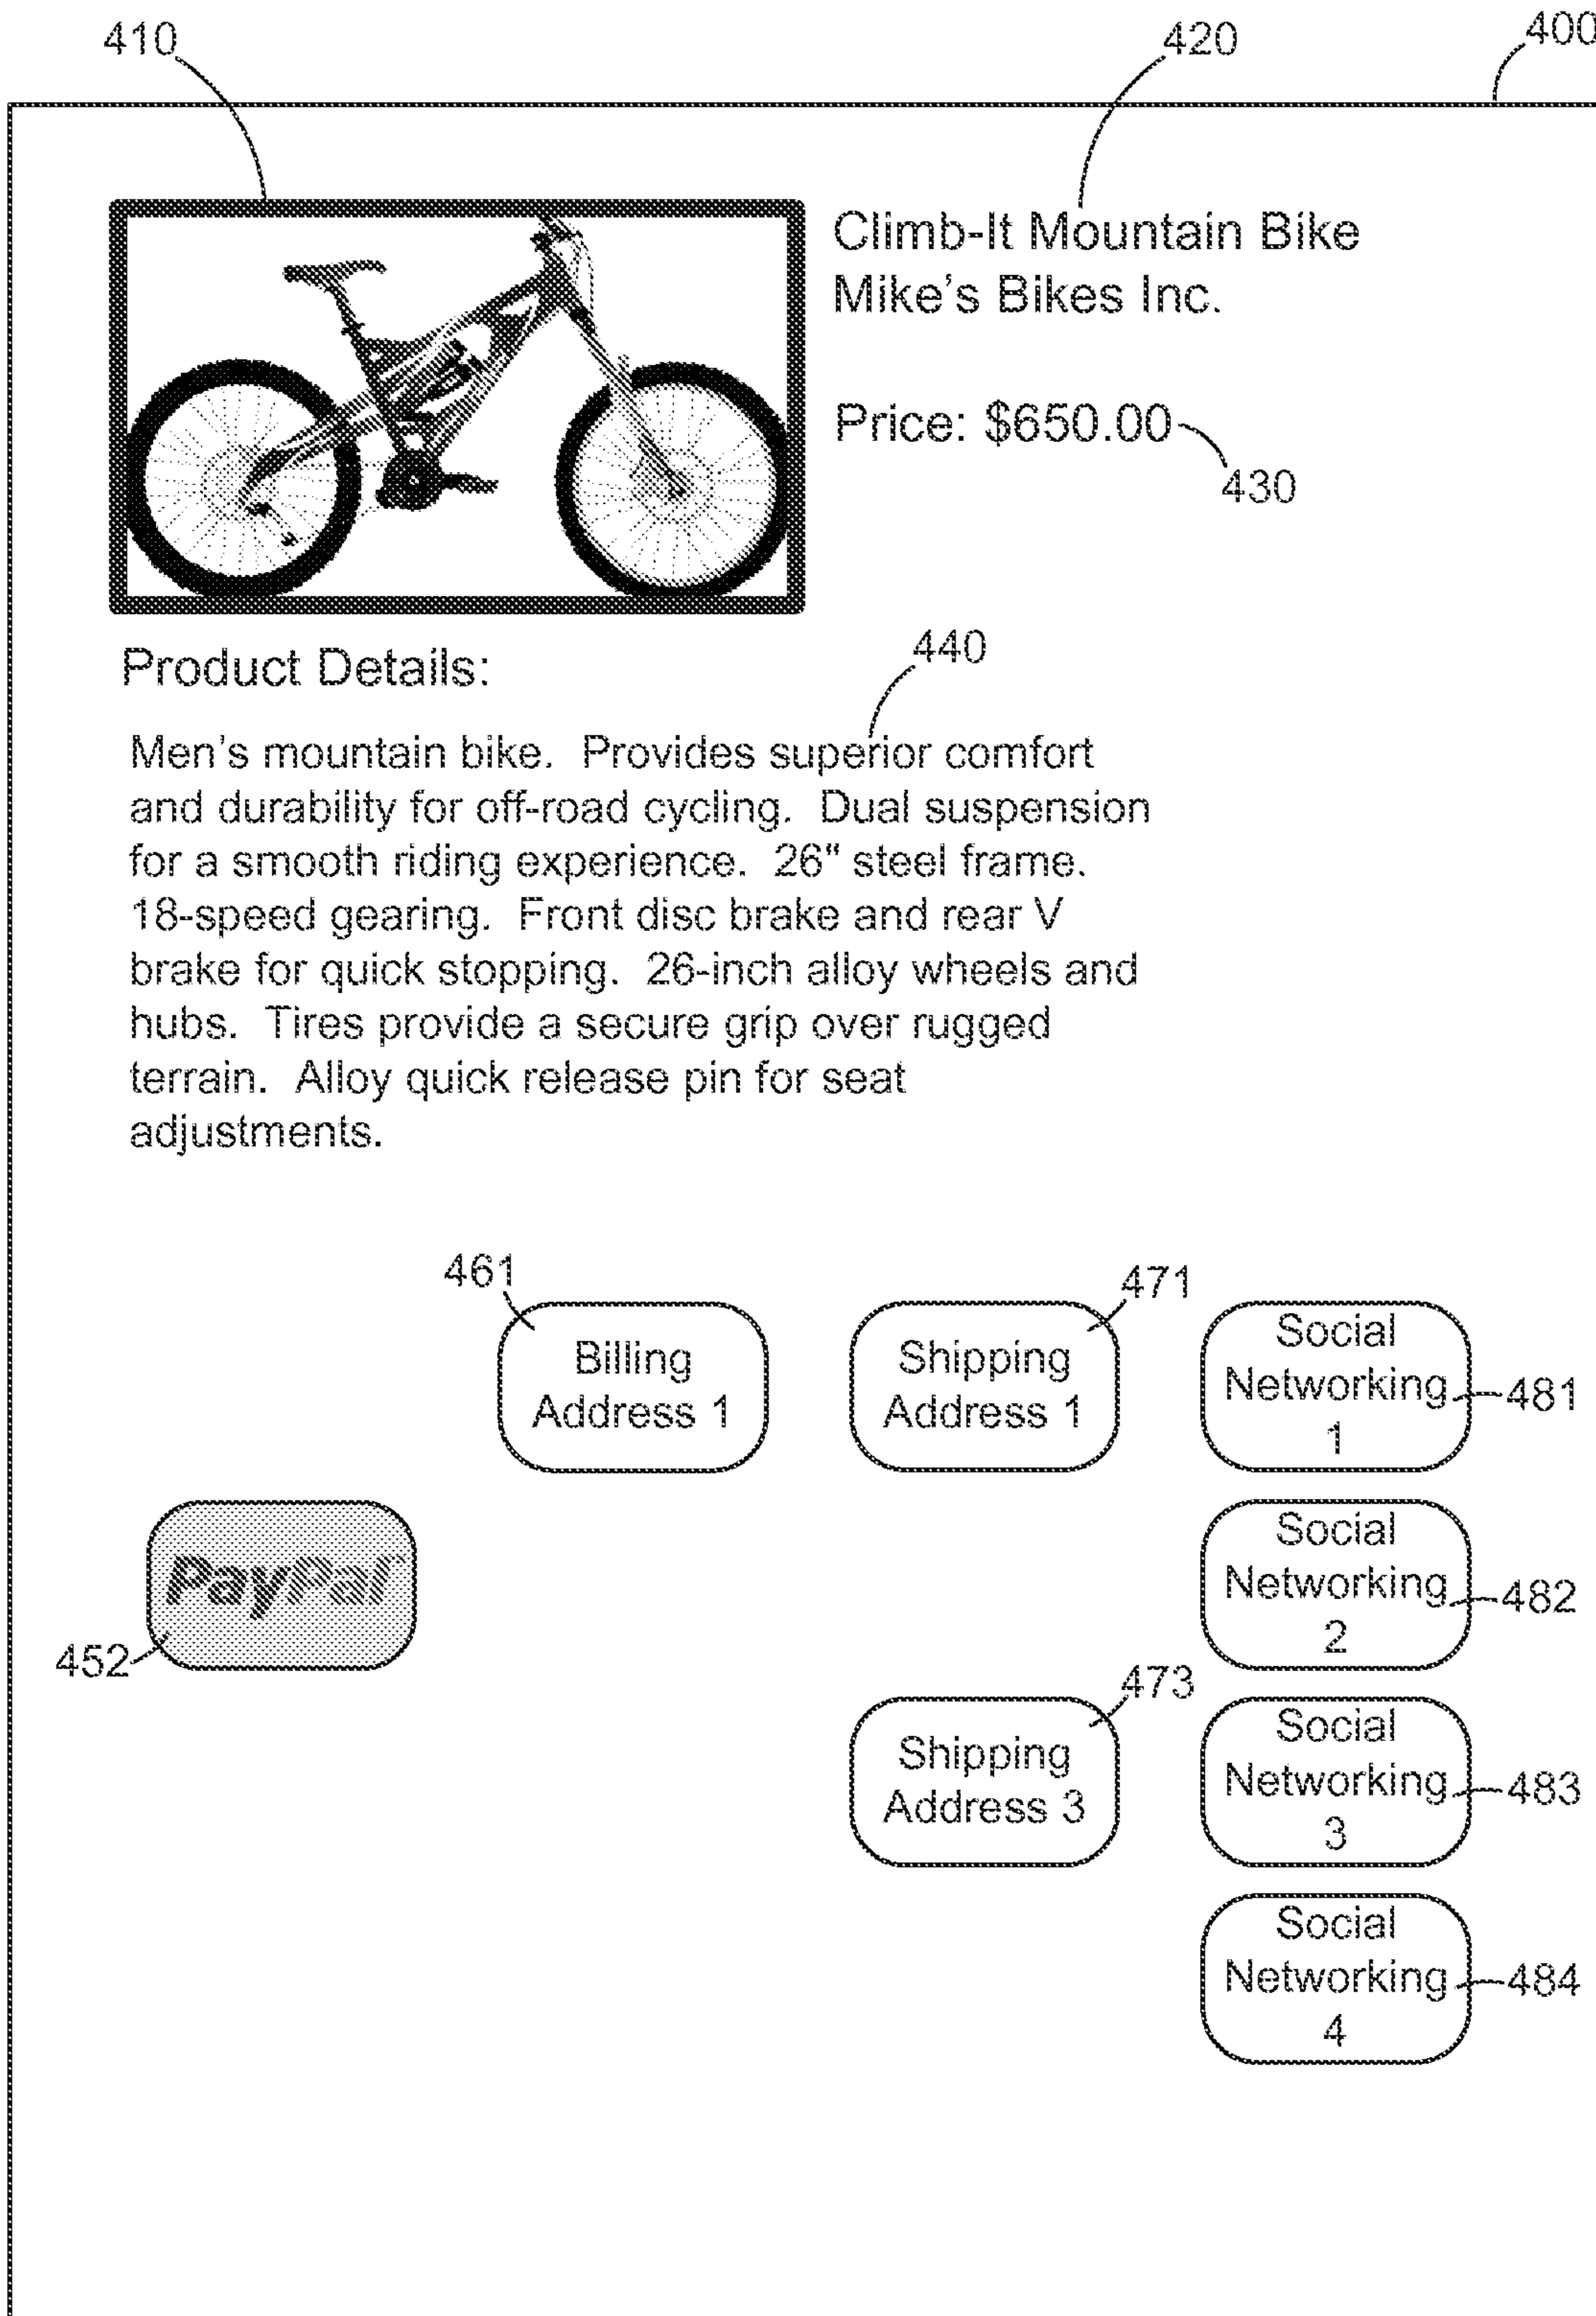 410
420
400
Climb-It Mountain Bike
Mike's Bikes Inc.
Price: $650.00
430
Product Details:
440
Men's mountain bike. Provides superior comfort
and durability for off-road cycling. Dual suspension
for a smooth riding experience. 26" steel frame.
18-speed gearing. Front disc brake and rear V
brake for quick stopping. 26-inch alloy wheels and
hubs. Tires provide a secure grip over rugged
terrain. Alloy quick release pin for seat
adjustments.
461
Billing
Address 1
471
Shipping
Address 1
Social
Networking
1
481
PayPal
452
Social
Networking
2
482
473
Shipping
Address 3
Social
Networking
3
483
Social
Networking
4
484